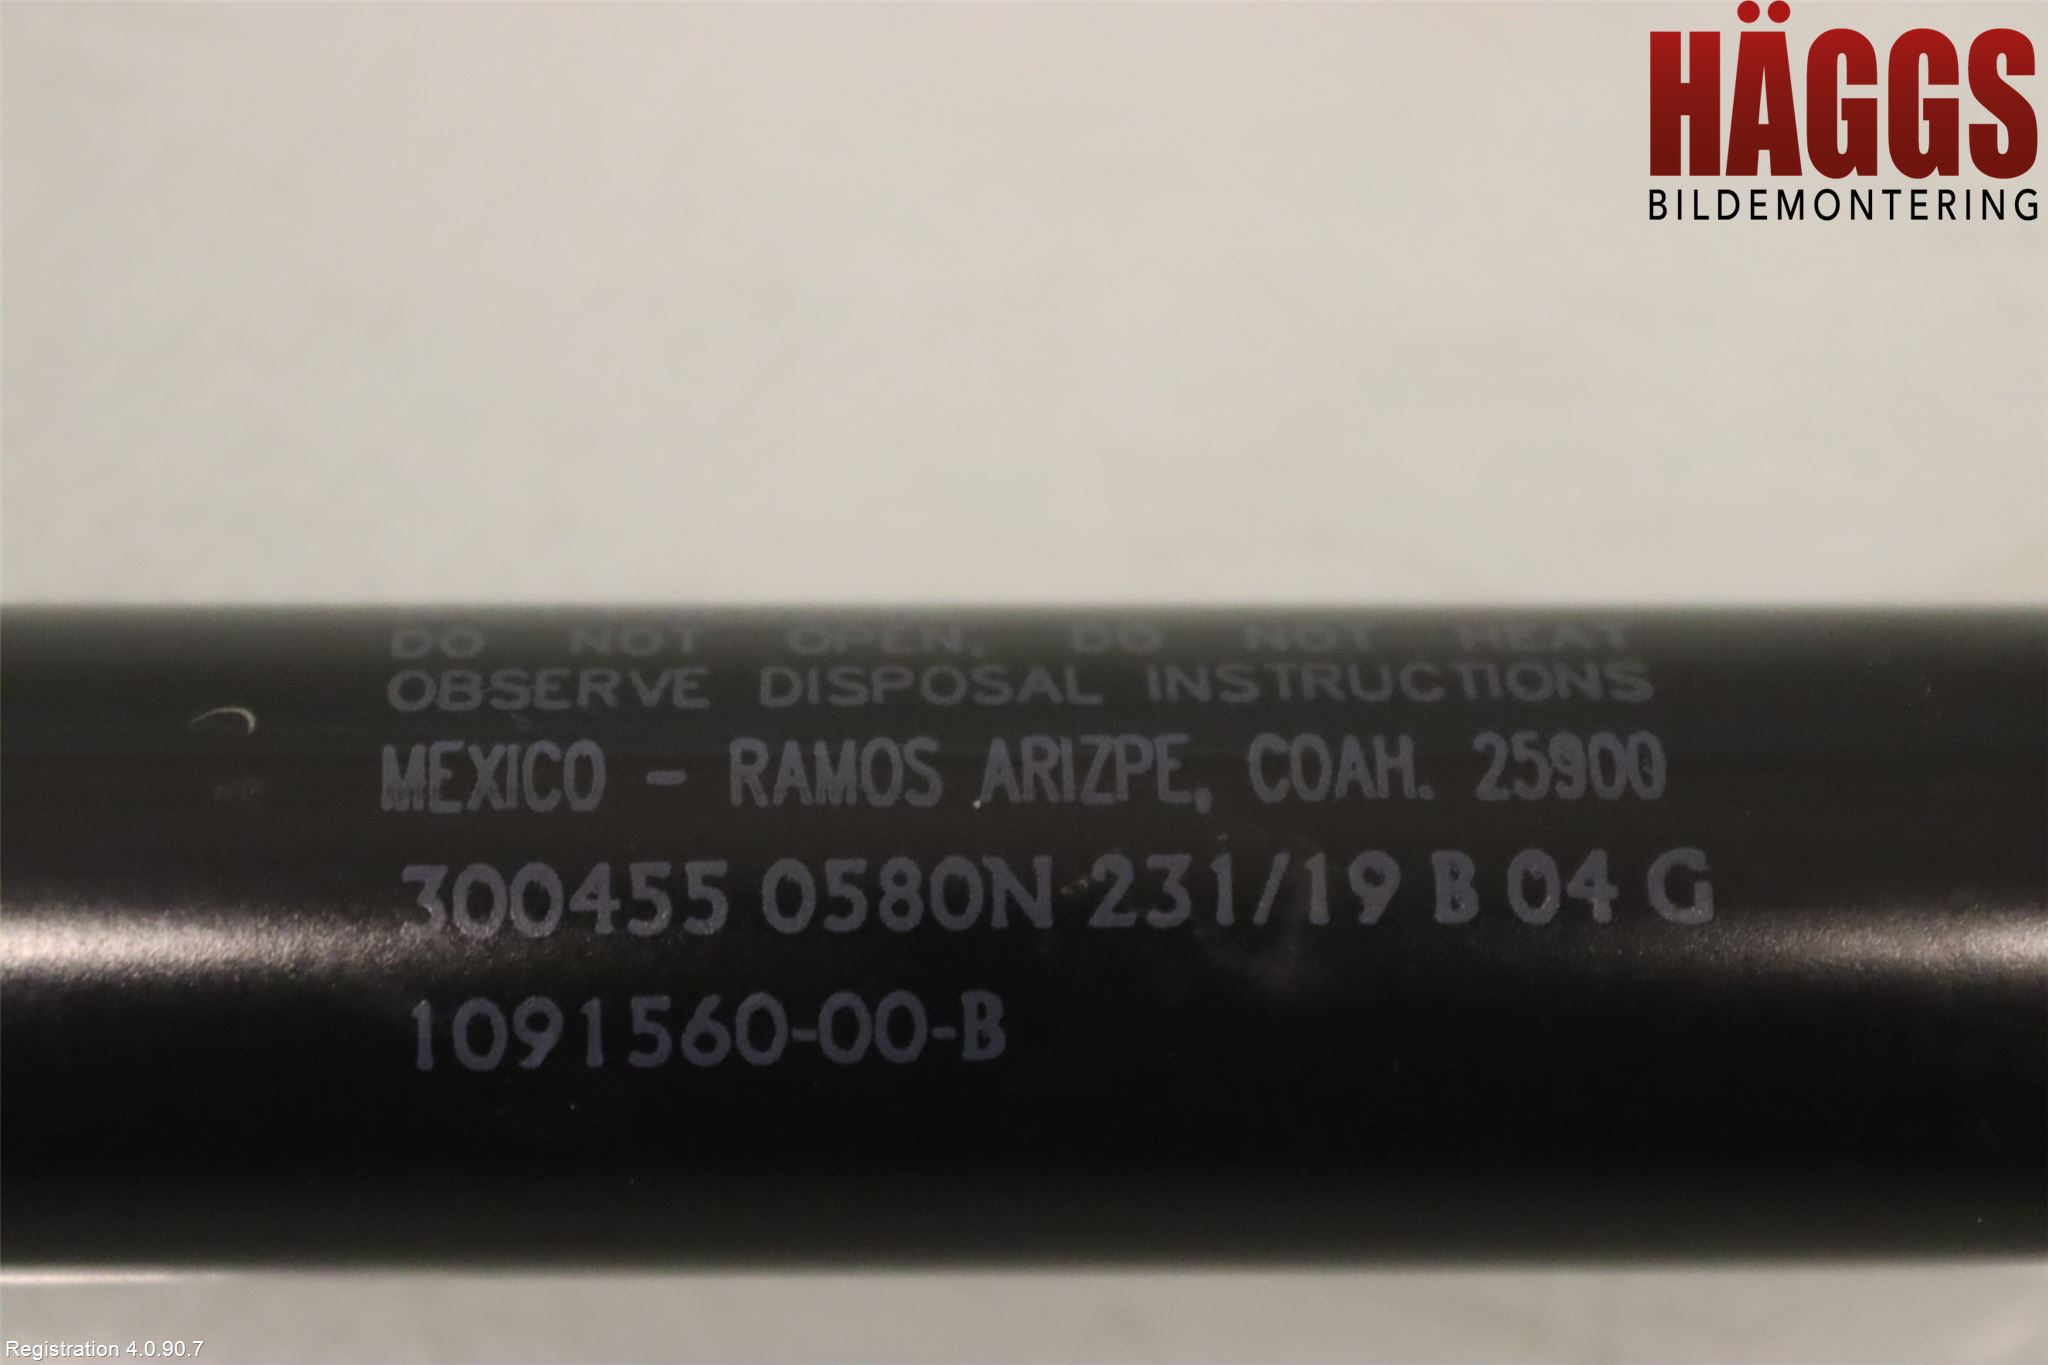 HÄGGS
BILDEMONTERING
DO NOT OPEN. DO NOT HEAT
OBSERVE DISPOSAL INSTRUCTIONS
MEXICO - RAMOS ARIZPE, COAH. 25900
300455 0580N 231/19 B 04 G
1091560-00-B
Registration 4.0.90.7